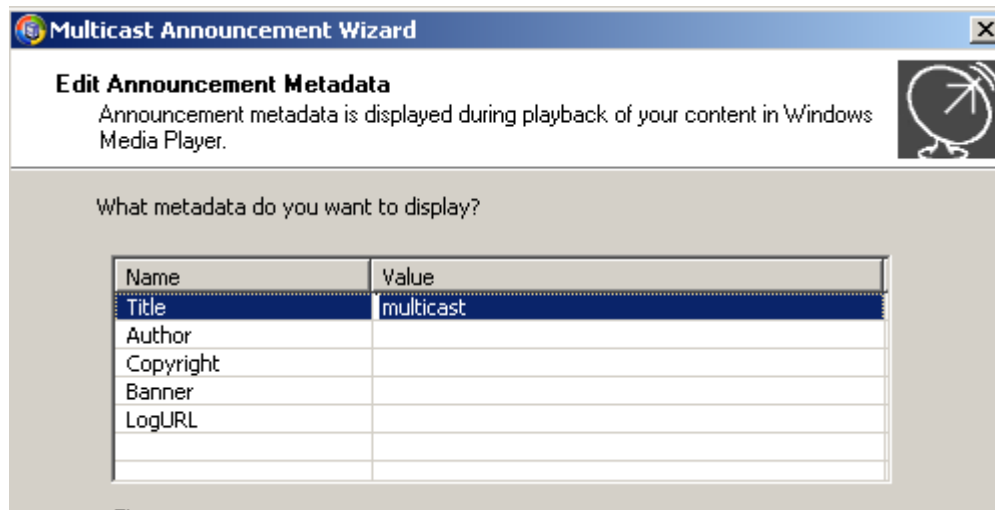 Multicast Announcement Wizard
Edit Announcement Metadata
Announcement metadata is displayed during playback of your content in Windows
Media Player.
What metadata do you want to display?
Name Value
Title multicast
Author
Copyright
Banner
LogURL